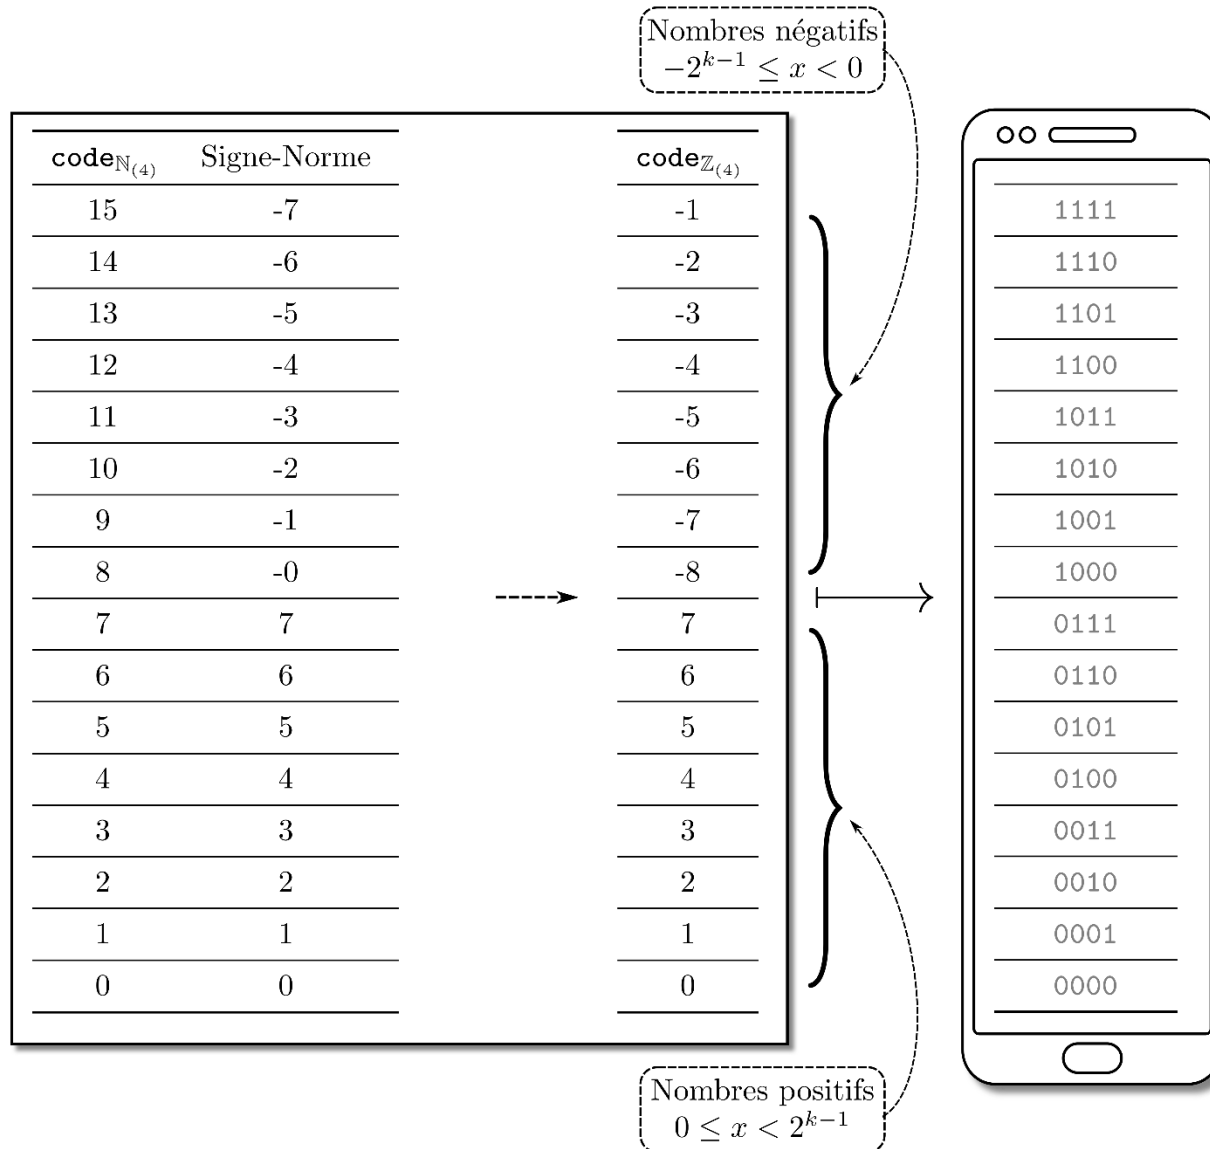 Nombres négatifs
−2^{k−1} ≤ x < 0
code_{ℕ(4)} Signe-Norme code_{ℤ(4)}
15 -7 -1 1111
14 -6 -2 1110
13 -5 -3 1101
12 -4 -4 1100
11 -3 -5 1011
10 -2 -6 1010
9 -1 -7 1001
8 -0 -8 1000
7 7 7 0111
6 6 6 0110
5 5 5 0101
4 4 4 0100
3 3 3 0011
2 2 2 0010
1 1 1 0001
0 0 0 0000
Nombres positifs
0 ≤ x < 2^{k−1}